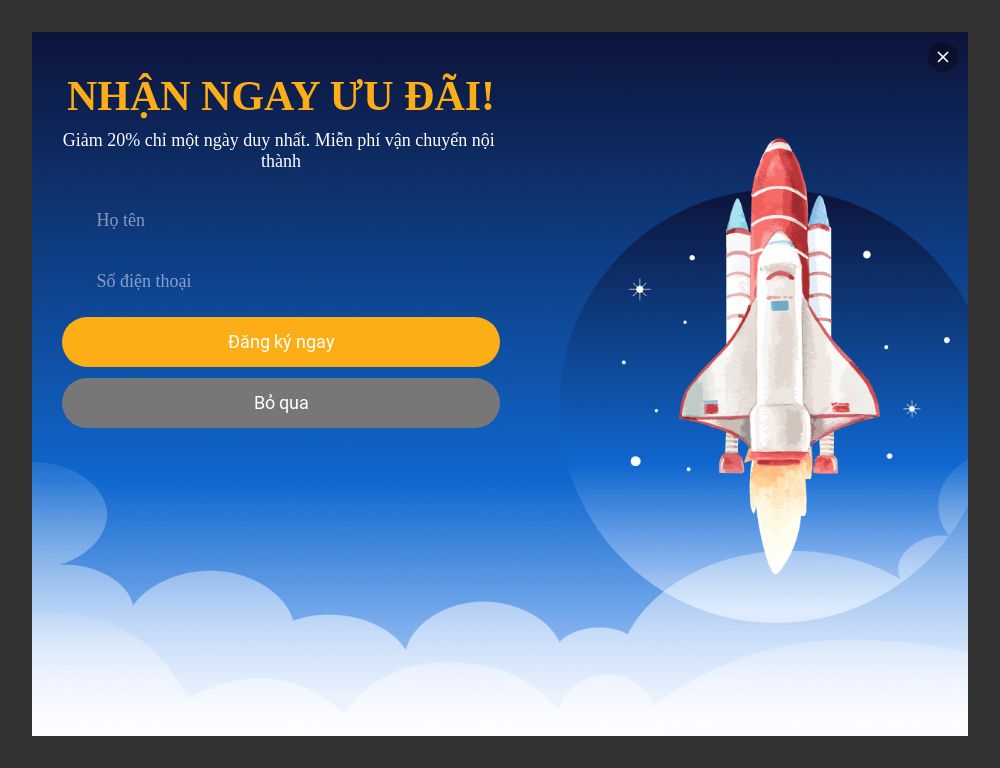 NHẬN NGAY ƯU ĐÃI!
Giảm 20% chỉ một ngày duy nhất. Miễn phí vận chuyển nội
thành
Họ tên
Số điện thoại
Đăng ký ngay
Bỏ qua